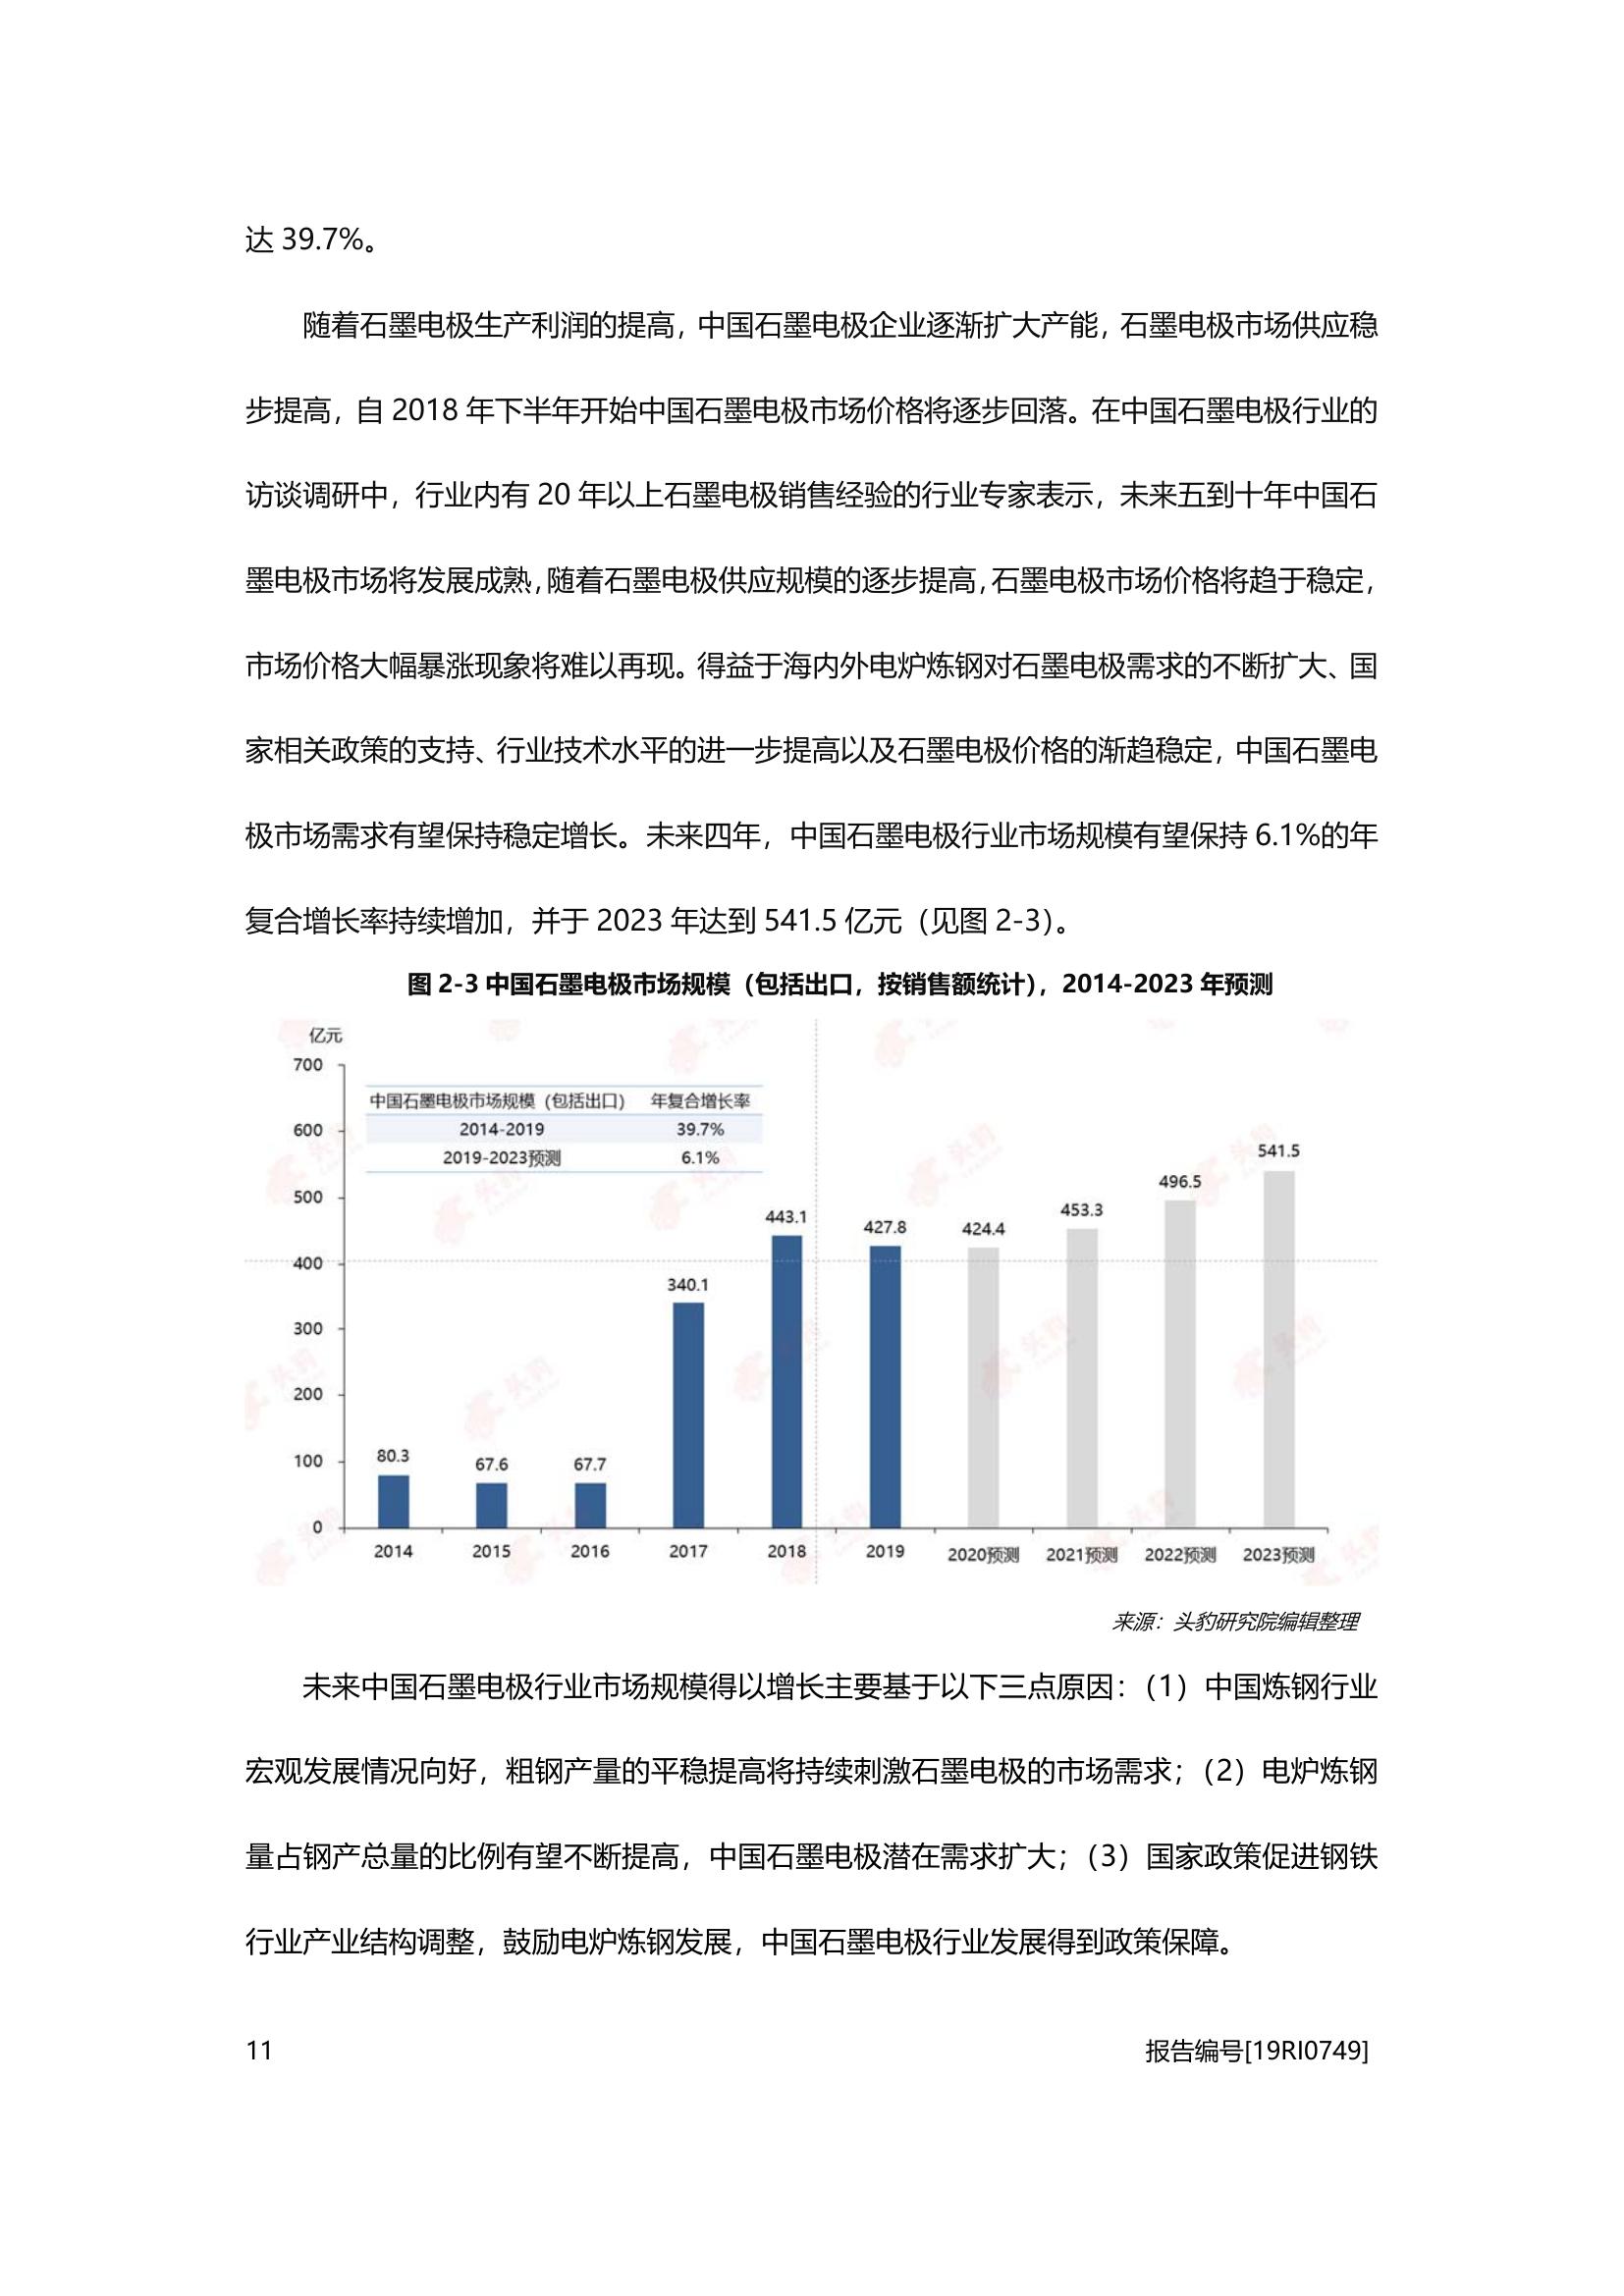 达 39.7%。
随着石墨电极生产利润的提高，中国石墨电极企业逐渐扩大产能，石墨电极市场供应稳
步提高，自 2018 年下半年开始中国石墨电极市场价格将逐步回落。在中国石墨电极行业的
访谈调研中，行业内有 20 年以上石墨电极销售经验的行业专家表示，未来五到十年中国石
墨电极市场将发展成熟，随着石墨电极供应规模的逐步提高，石墨电极市场价格将趋于稳定，
市场价格大幅暴涨现象将难以再现。得益于海内外电炉炼钢对石墨电极需求的不断扩大、国
家相关政策的支持、行业技术水平的进一步提高以及石墨电极价格的渐趋稳定，中国石墨电
极市场需求有望保持稳定增长。未来四年，中国石墨电极行业市场规模有望保持 6.1%的年
复合增长率持续增加，并于 2023 年达到 541.5 亿元（见图 2-3）。
图 2-3 中国石墨电极市场规模（包括出口，按销售额统计），2014-2023 年预测
亿元
700
600
500
400
300
200
100
0
中国石墨电极市场规模（包括出口） 年复合增长率
2014-2019 39.7%
2019-2023预测 6.1%
80.3
67.6
67.7
340.1
443.1
427.8
424.4
453.3
496.5
541.5
2014 2015 2016 2017 2018 2019 2020预测 2021预测 2022预测 2023预测
来源：头豹研究院编辑整理
未来中国石墨电极行业市场规模得以增长主要基于以下三点原因：（1）中国炼钢行业
宏观发展情况向好，粗钢产量的平稳提高将持续刺激石墨电极的市场需求；（2）电炉炼钢
量占钢产总量的比例有望不断提高，中国石墨电极潜在需求扩大；（3）国家政策促进钢铁
行业产业结构调整，鼓励电炉炼钢发展，中国石墨电极行业发展得到政策保障。
11
报告编号[19RI0749]